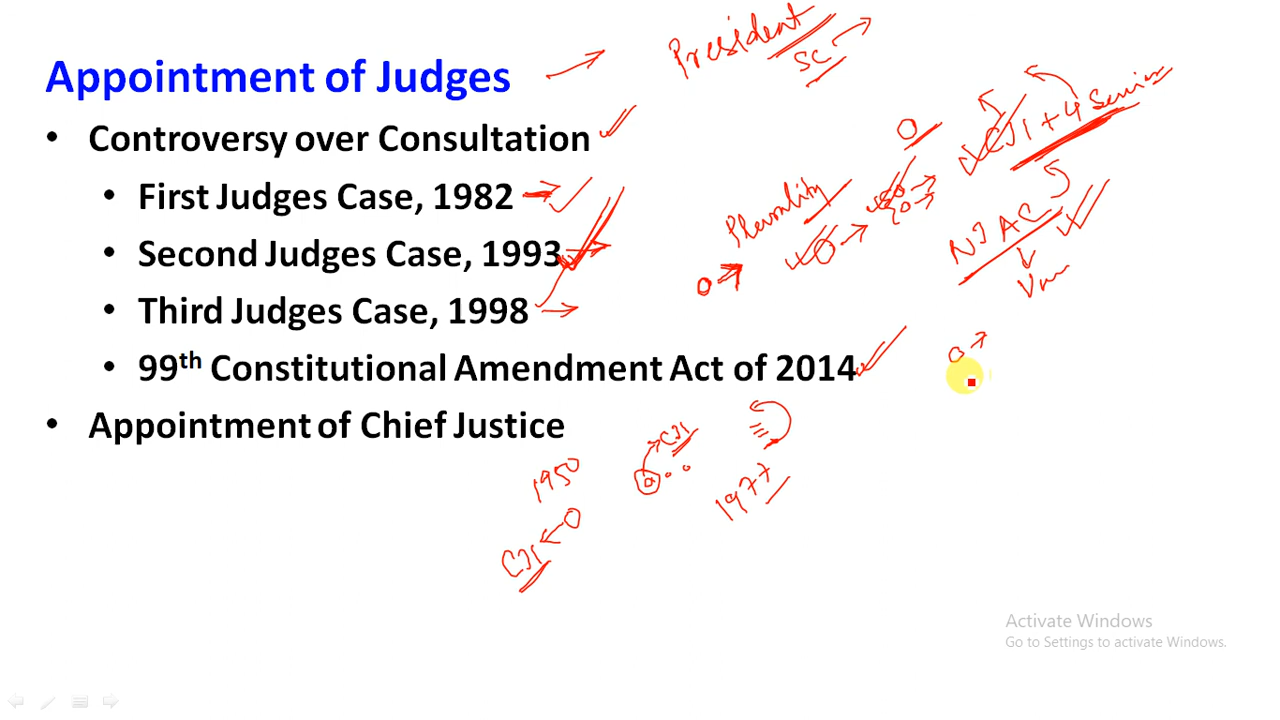 President
SC
Appointment of Judges
• Controversy over Consultation
• First Judges Case, 1982
• Second Judges Case, 1993
• Third Judges Case, 1998
• 99th Constitutional Amendment Act of 2014
• Appointment of Chief Justice
Plurality
CJI + 4 Senior
NJAC
CJI
1950
1977
CJI
Activate Windows
Go to Settings to activate Windows.